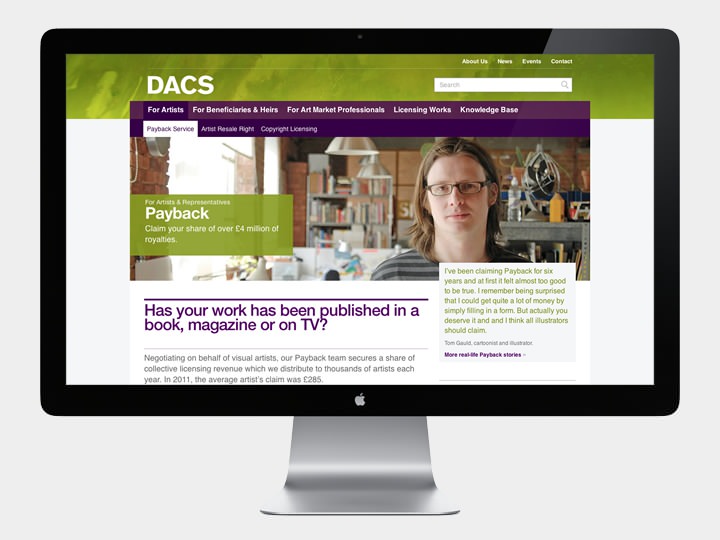 About Us News Events Contact
DACS
Search
For Artists For Beneficiaries & Heirs For Art Market Professionals Licensing Works Knowledge Base
Payback Service Artist Resale Right Copyright Licensing
For Artists & Representatives
Payback
Claim your share of over £4 million of
royalties.
I've been claiming Payback for six
years and at first it felt almost too good
to be true. I remember being surprised
that I could get quite a lot of money by
simply filling in a form. But actually you
deserve it and and I think all illustrators
should claim.
Tom Gauld, cartoonist and illustrator.
More real-life Payback stories
Has your work has been published in a
book, magazine or on TV?
Negotiating on behalf of visual artists, our Payback team secures a share of
collective licensing revenue which we distribute to thousands of artists each
year. In 2011, the average artist's claim was £285.